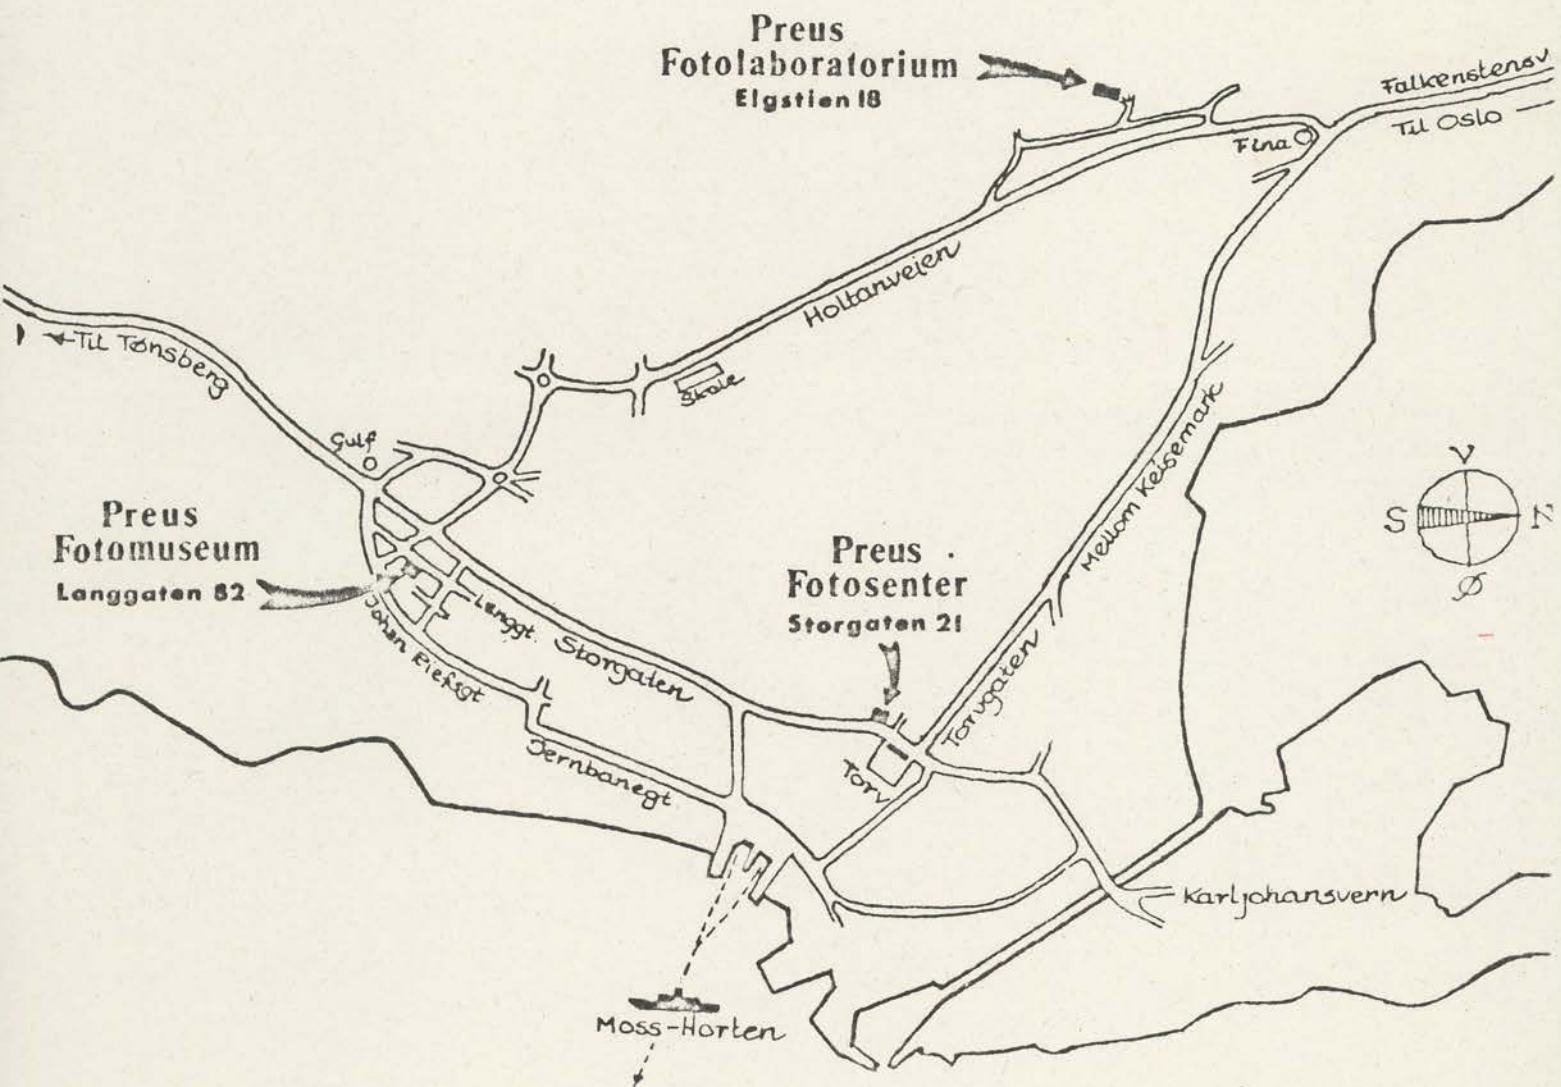 Preus
Fotolaboratorium
Elgstien 18
Falkenstensv
Til Oslo
Fina
Holtanveien
Til Tønsberg
Skole
Gulf
Mellom Keisemark
V
S
N
Ø
Preus
Fotomuseum
Langgaten 82
Preus
Fotosenter
Storgaten 21
Langgt.
Storgaten
Johan
Torvgaten
Jernbanegt
Torv
Karljohansvern
Moss-Horten